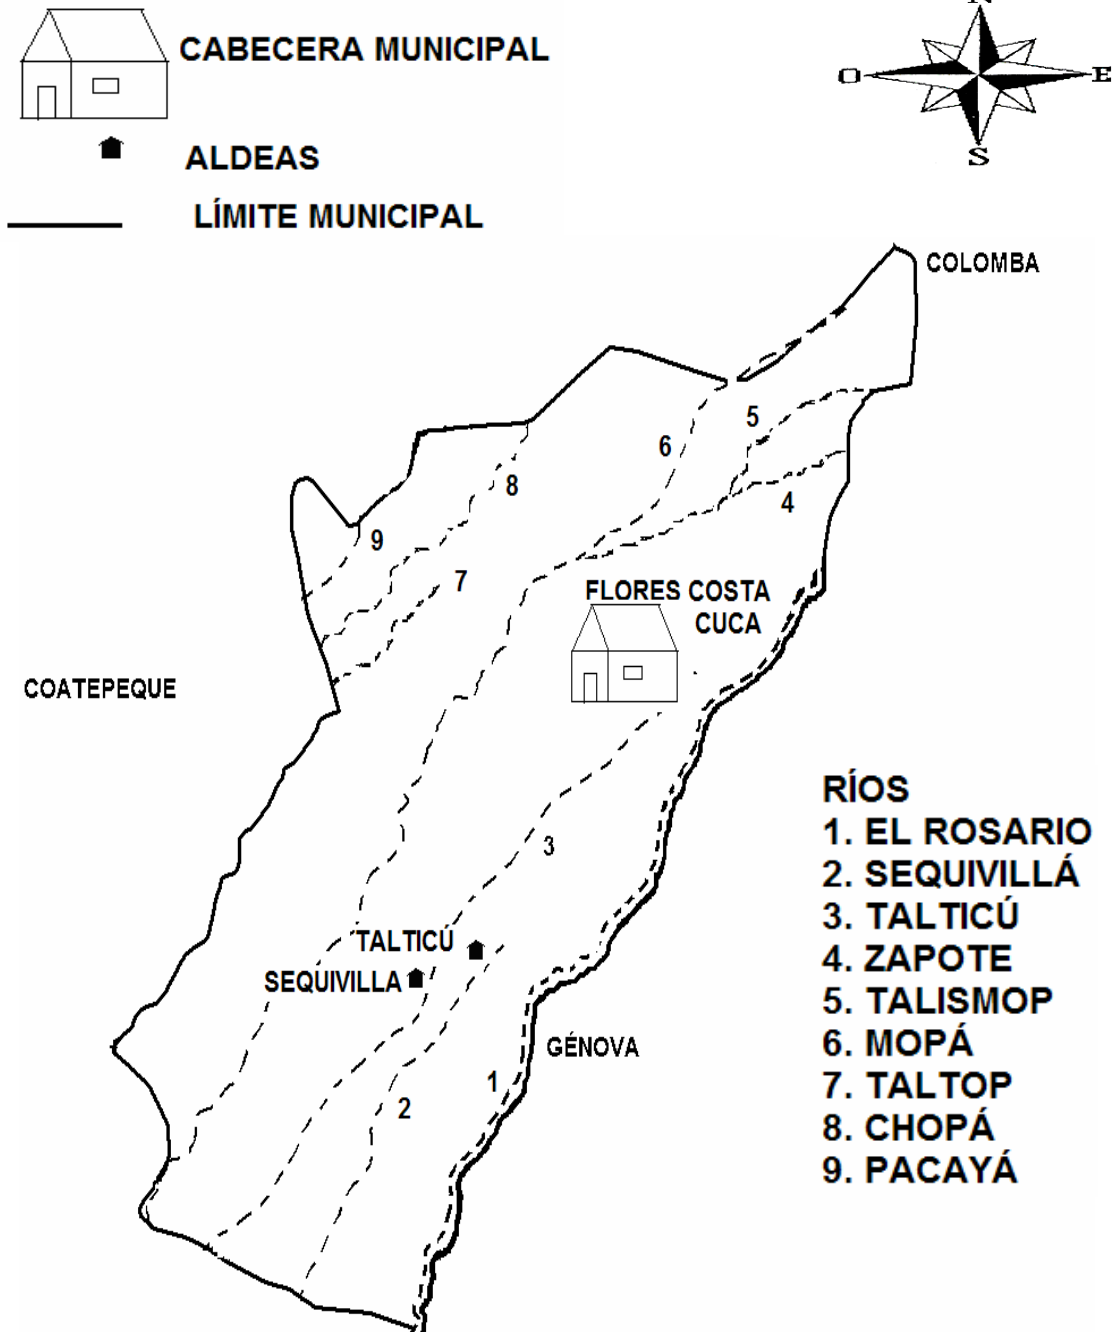 N
CABECERA MUNICIPAL
O
E
S
ALDEAS
LÍMITE MUNICIPAL
COLOMBA
5
6
8
4
9
7
FLORES COSTA
CUCA
COATEPEQUE
3
TALTICÚ
SEQUIVILLA
GÉNOVA
1
2
RÍOS
1. EL ROSARIO
2. SEQUIVILLÁ
3. TALTICÚ
4. ZAPOTE
5. TALISMOP
6. MOPÁ
7. TALTOP
8. CHOPÁ
9. PACAYÁ